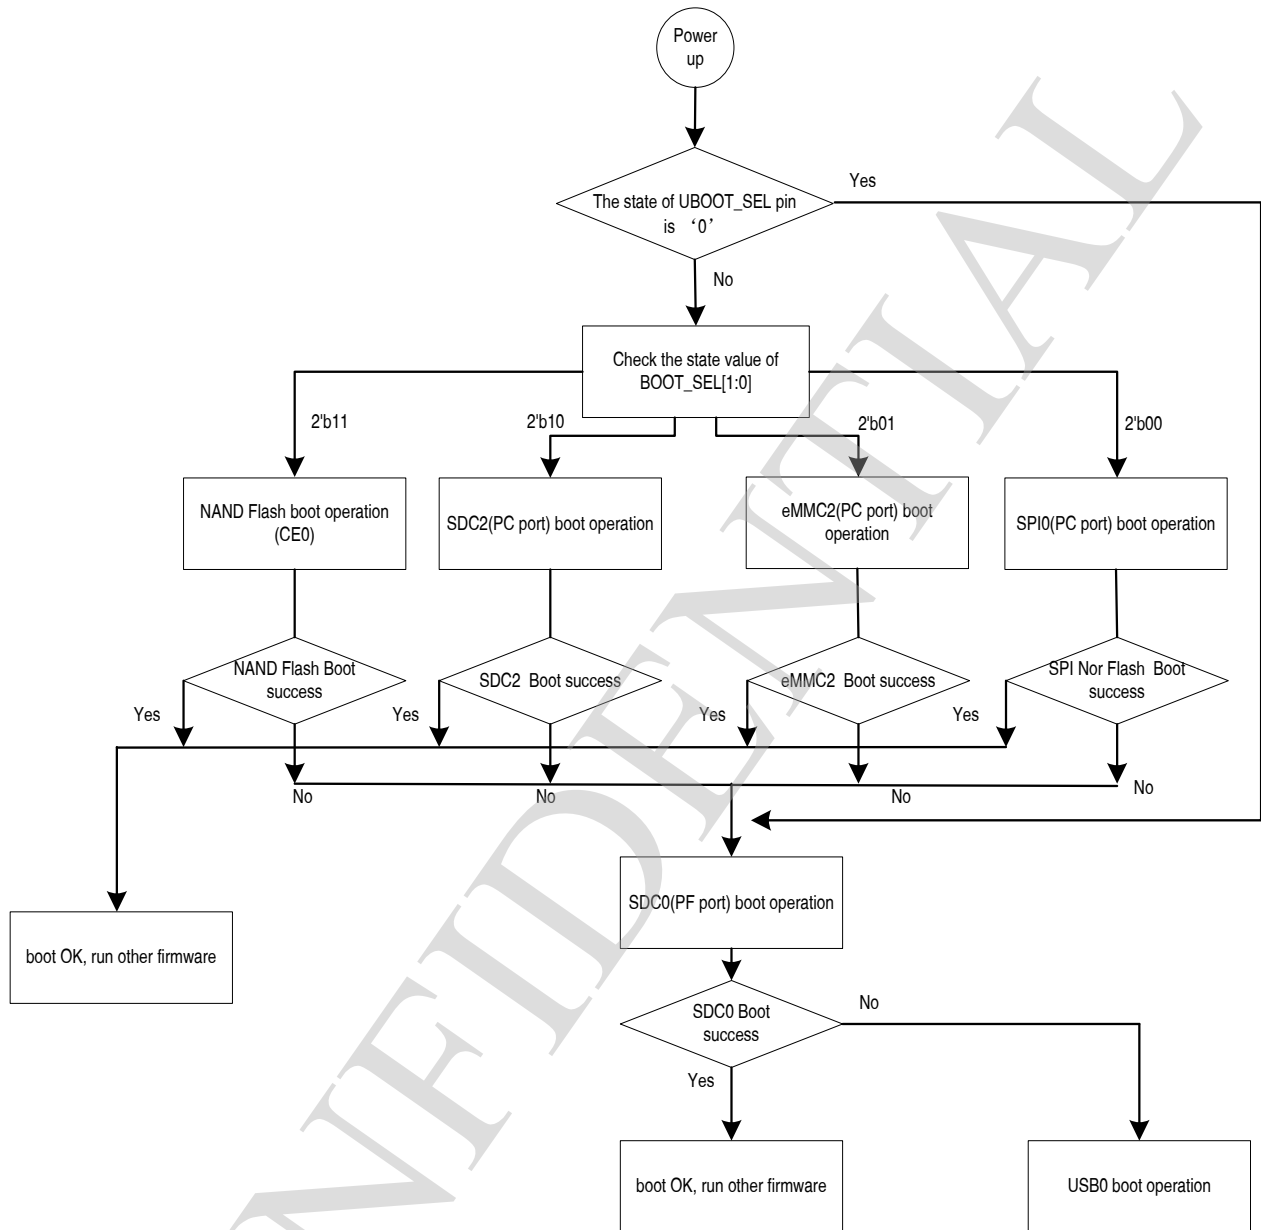 Power
up
The state of UBOOT_SEL pin
is ‘0’
Yes
No
Check the state value of
BOOT_SEL[1:0]
2'b11
2'b10
2'b01
2'b00
NAND Flash boot operation
(CE0)
SDC2(PC port) boot operation
eMMC2(PC port) boot
operation
SPI0(PC port) boot operation
NAND Flash Boot
success
SDC2 Boot success
eMMC2 Boot success
SPI Nor Flash Boot
success
Yes
Yes
Yes
Yes
No
No
No
No
SDC0(PF port) boot operation
boot OK, run other firmware
SDC0 Boot
success
No
Yes
boot OK, run other firmware
USB0 boot operation
NFIDENTIAL